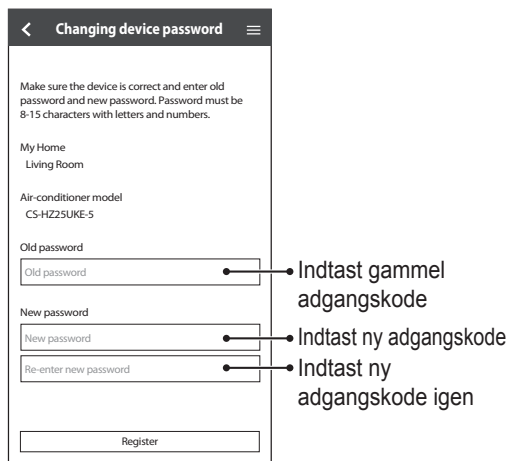 Changing device password
Make sure the device is correct and enter old
password and new password. Password must be
8-15 characters with letters and numbers.
My Home
Living Room
Air-conditioner model
CS-HZ25UKE-5
Old password
Old password
Indtast gammel
adgangskode
New password
New password
Indtast ny adgangskode
Re-enter new password
Indtast ny
adgangskode igen
Register